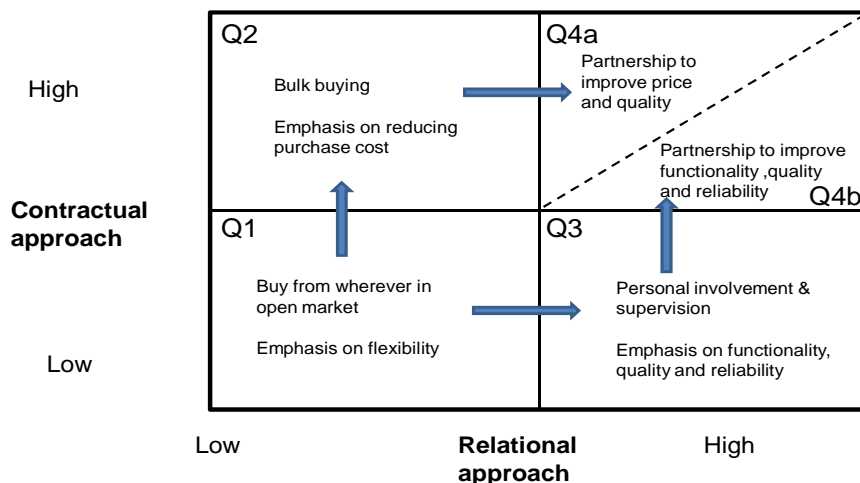 Q2
Q4a
Partnership to
improve price
and quality
High
Bulk buying
Emphasis on reducing
purchase cost
Partnership to improve
functionality ,quality
and reliability
Q4b
Contractual
approach
Q1
Q3
Buy from wherever in
open market
Emphasis on flexibility
Personal involvement &
supervision
Emphasis on functionality,
quality and reliability
Low
Low
Relational
approach
High